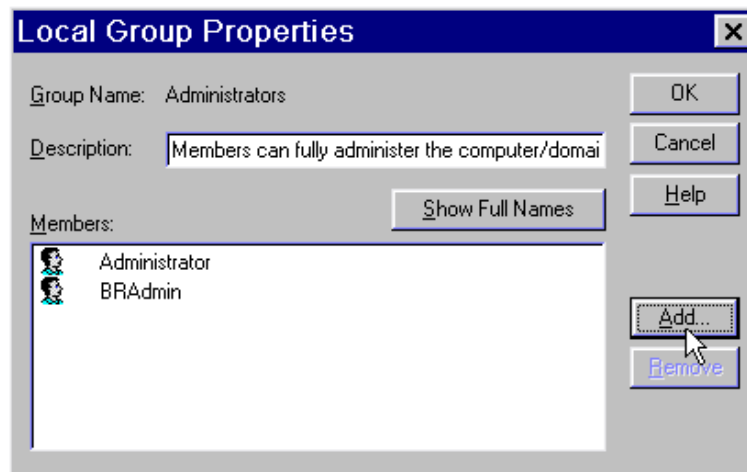 Local Group Properties
Group Name: Administrators
OK
Description: Members can fully administer the computer/domai
Cancel
Show Full Names
Help
Members:
Administrator
BRAdmin
Add...
Remove